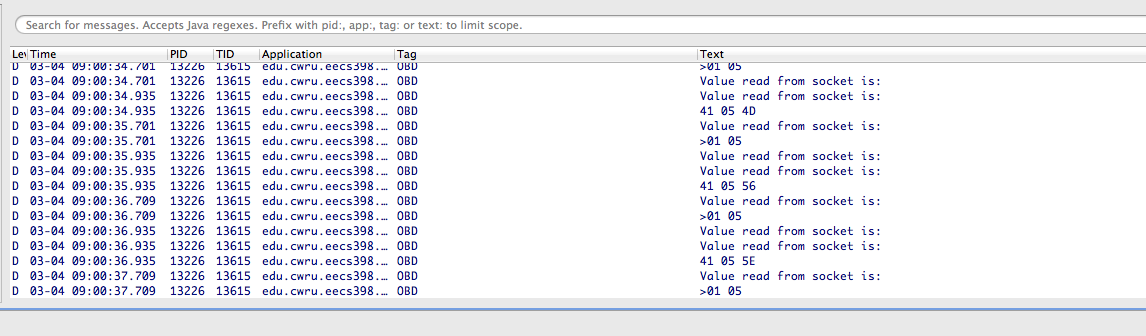 Search for messages. Accepts Java regexes. Prefix with pid:, app:, tag: or text: to limit scope.
Le Time PID TID Application Tag Text
D 03-04 09:00:34.701 13226 13615 edu.cwru.eecs398.... OBD >01 05
D 03-04 09:00:34.701 13226 13615 edu.cwru.eecs398.... OBD Value read from socket is:
D 03-04 09:00:34.935 13226 13615 edu.cwru.eecs398.... OBD Value read from socket is:
D 03-04 09:00:34.935 13226 13615 edu.cwru.eecs398.... OBD 41 05 4D
D 03-04 09:00:35.701 13226 13615 edu.cwru.eecs398.... OBD Value read from socket is:
D 03-04 09:00:35.701 13226 13615 edu.cwru.eecs398.... OBD >01 05
D 03-04 09:00:35.935 13226 13615 edu.cwru.eecs398.... OBD Value read from socket is:
D 03-04 09:00:35.935 13226 13615 edu.cwru.eecs398.... OBD Value read from socket is:
D 03-04 09:00:35.935 13226 13615 edu.cwru.eecs398.... OBD 41 05 56
D 03-04 09:00:36.709 13226 13615 edu.cwru.eecs398.... OBD Value read from socket is:
D 03-04 09:00:36.709 13226 13615 edu.cwru.eecs398.... OBD >01 05
D 03-04 09:00:36.935 13226 13615 edu.cwru.eecs398.... OBD Value read from socket is:
D 03-04 09:00:36.935 13226 13615 edu.cwru.eecs398.... OBD Value read from socket is:
D 03-04 09:00:36.935 13226 13615 edu.cwru.eecs398.... OBD 41 05 5E
D 03-04 09:00:37.709 13226 13615 edu.cwru.eecs398.... OBD Value read from socket is:
D 03-04 09:00:37.709 13226 13615 edu.cwru.eecs398.... OBD >01 05